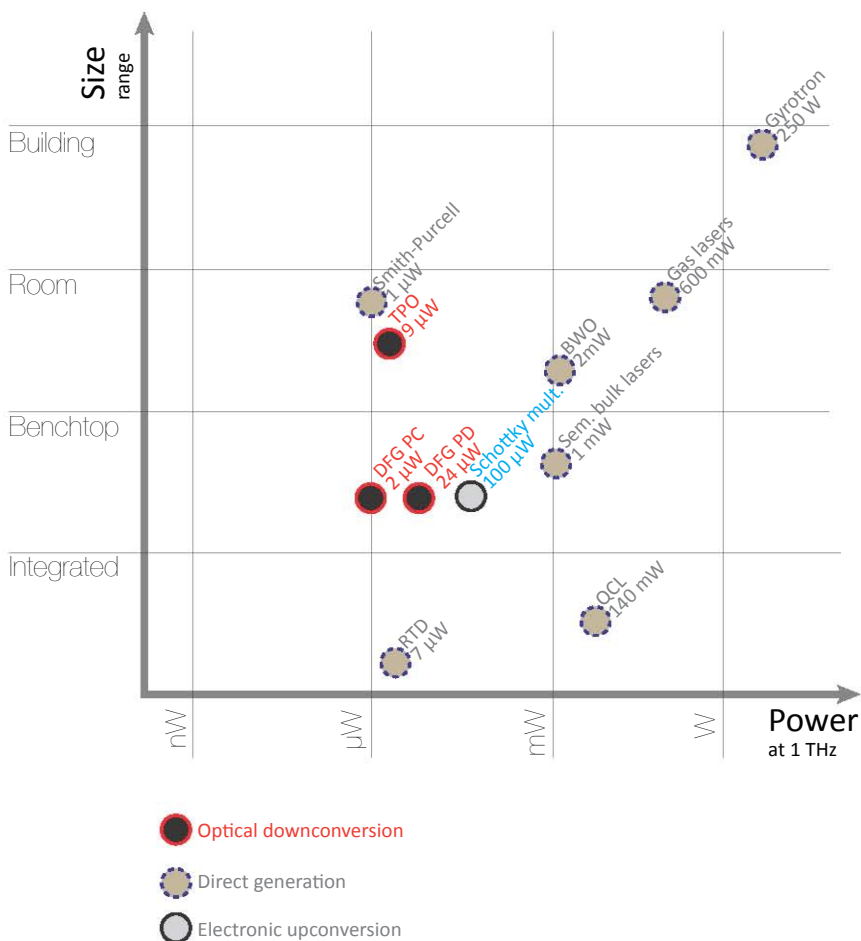 Size
range
Building
Gyrotron
250 W
Room
Smith-Purcell
1 µW
Gas lasers
600 mW
TPO
9 µW
BWO
2mW
Benchtop
DFG PC
2 µW
DFG PD
24 µW
Schottky mult.
100 µW
Sem. bulk lasers
1 mW
Integrated
QCL
140 mW
RTD
7 µW
nW
µW
mW
W
Power
at 1 THz
Optical downconversion
Direct generation
Electronic upconversion